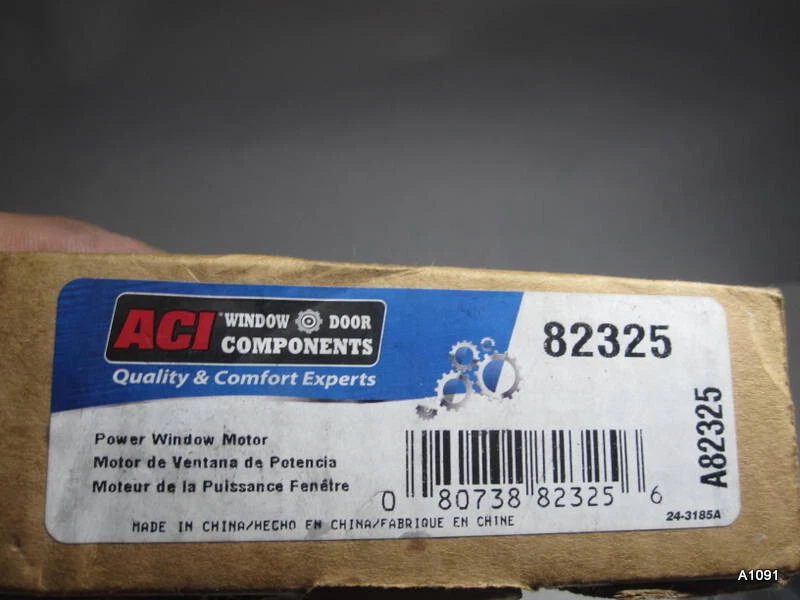 ACI WINDOW DOOR
COMPONENTS
Quality & Comfort Experts
82325
A82325
Power Window Motor
Motor de Ventana de Potencia
Moteur de la Puissance Fenêtre
0 80738 82325 6
24-3185A
MADE IN CHINA/HECHO EN CHINA/FABRIQUE EN CHINE
A1091